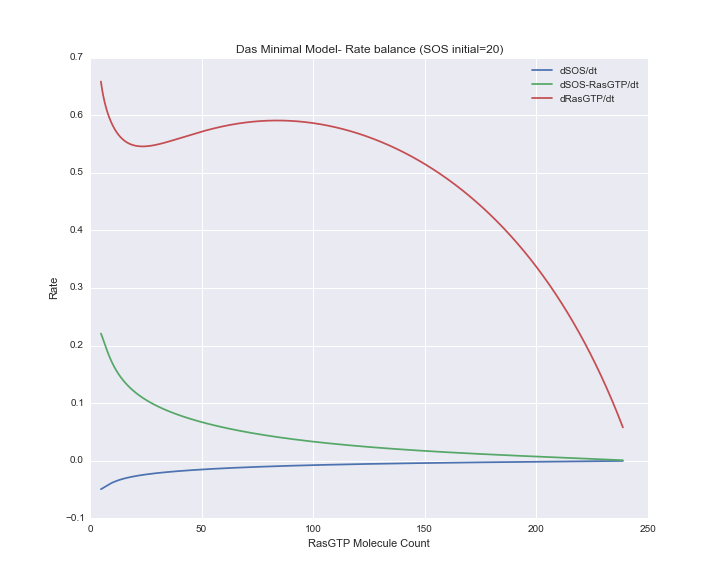 Das Minimal Model- Rate balance (SOS initial=20)
0.7
0.6
0.5
0.4
0.3
0.2
0.1
0.0
−0.1
Rate
dSOS/dt
dSOS-RasGTP/dt
dRasGTP/dt
0
50
100
150
200
250
RasGTP Molecule Count